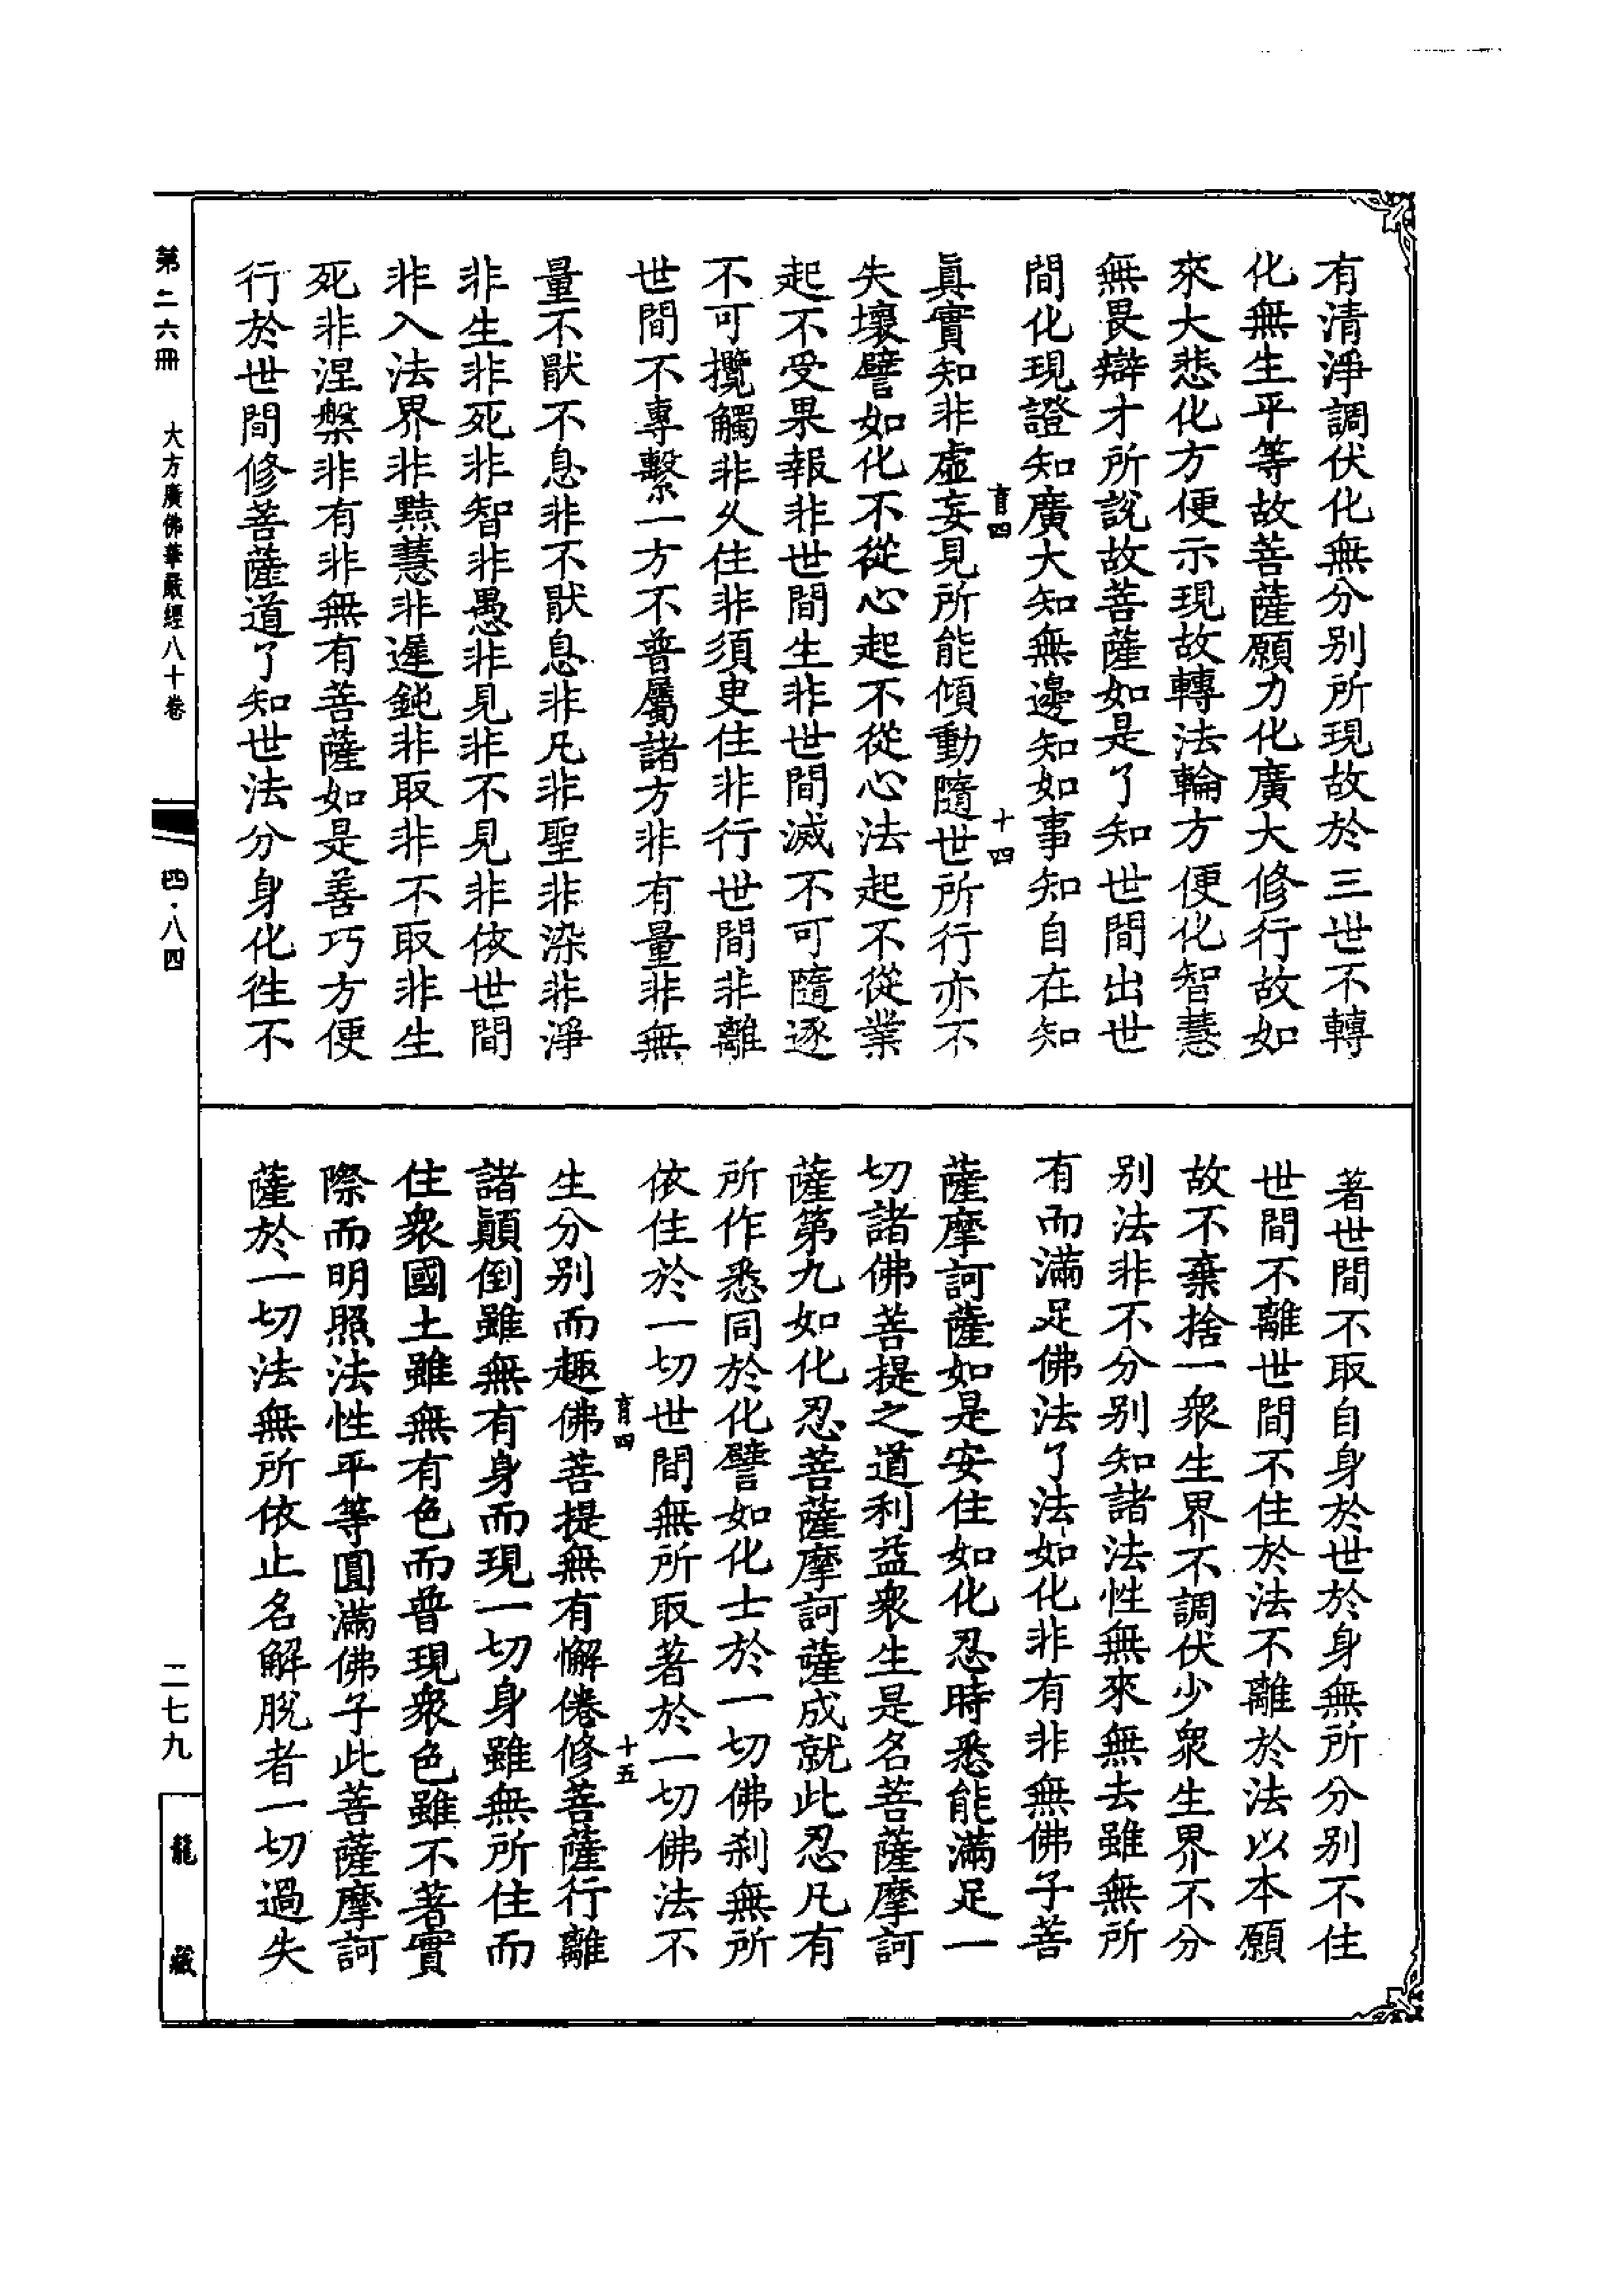 有清淨調伏化無分别所現故於三世不轉
化無生平等故菩薩願力化廣大修行故如
來大悲化方便示現故轉法輪方便化智慧
無畏辯才所說故菩薩如是了知世間出世
間化現證知廣大知無邊知如事知自在知
育四
十四
眞實知非虛妄見所能傾動隨世所行亦不
失壞譬如化不從心起不從心法起不從業
起不受果報非世間生非世間滅不可隨逐
不可攬觸非久住非須臾住非行世間非離
世間不專繫一方不普屬諸方非有量非無
量不猒不息非不猒息非凡非聖非染非淨
非生非死非智非愚非見非不見非依世間
非入法界非黠慧非遲鈍非取非不取非生
死非涅槃非有非無有菩薩如是善巧方便
行於世間修菩薩道了知世法分身化徃不
著世間不取自身於世於身無所分别不住
世間不離世間不住於法不離於法以本願
故不棄捨一衆生界不調伏少衆生界不分
别法非不分别知諸法性無來無去雖無所
有而滿足佛法了法如化非有非無佛子菩
薩摩訶薩如是安住如化忍時悉能滿足一
切諸佛菩提之道利益衆生是名菩薩摩訶
薩第九如化忍菩薩摩訶薩成就此忍凡有
所作悉同於化譬如化士於一切佛刹無所
依住於一切世間無所取著於一切佛法不
育四
十五
生分别而趣佛菩提無有懈倦修菩薩行離
諸顚倒雖無有身而現一切身雖無所住而
住衆國土雖無有色而普現衆色雖不著實
際而明照法性平等圓滿佛子此菩薩摩訶
薩於一切法無所依止名解脫者一切過失
第二六冊
大方廣佛華嚴經八十卷
四·八四
二七九
龍藏